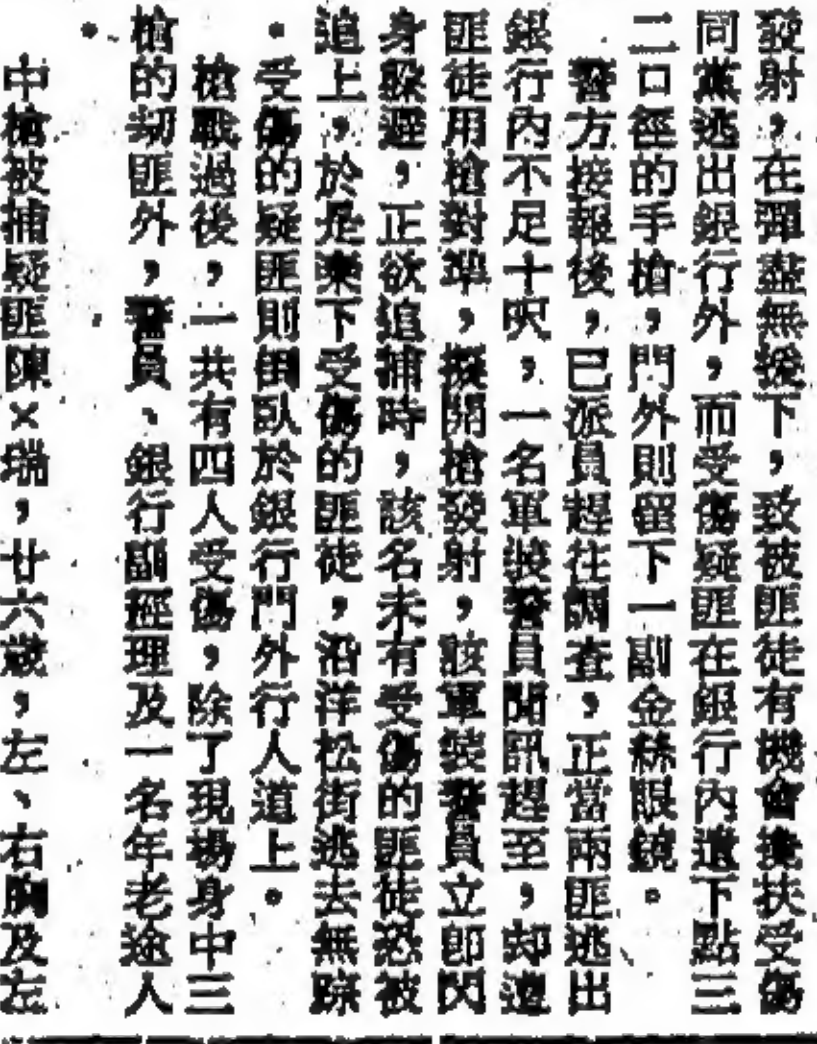 發射，在彈盡無援下，致被匪徒有機會攙扶受傷
同黨逃出銀行外，而受傷疑匪在銀行內遺下點三
二口徑的手槍，門外則留下一副金絲眼鏡。
警方接報後，已派員趕往調查，正當兩匪逃出
銀行內不足十呎，一名軍裝警員聞訊趕至，却遭
匪徒用槍對準，擬開槍發射，該軍裝警員立即閃
身躲避，正欲追捕時，該名未有受傷的匪徒恐被
追上，於是棄下受傷的匪徒，沿洋松街逃去無踪
。受傷的疑匪則倒臥於銀行門外行人道上。
槍戰過後，一共有四人受傷，除了現場身中三
槍的刼匪外，警員、銀行副經理及一名年老途人
。
中槍被捕疑匪陳×瑞，廿六歲，左、右胸及左